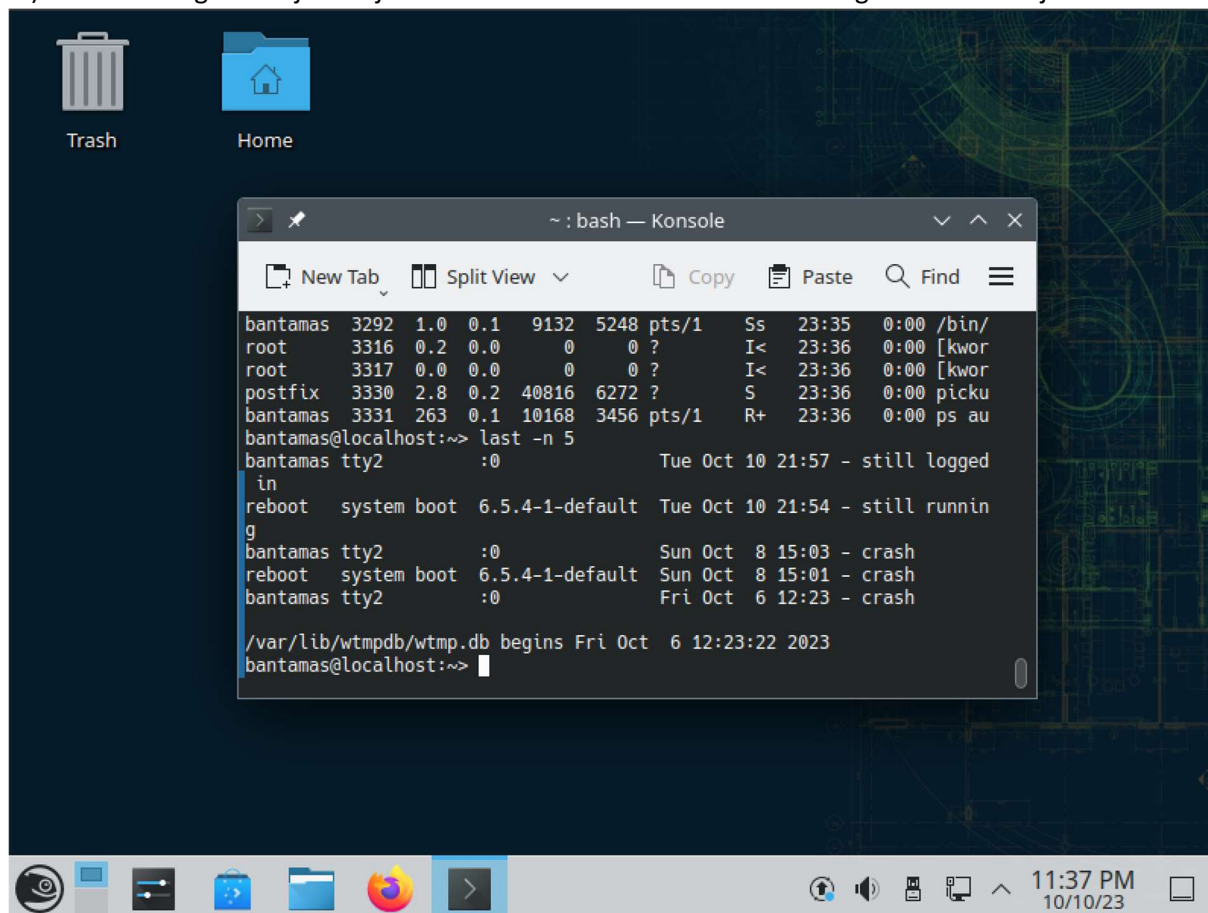 Trash
Home
~ : bash — Konsole
New Tab Split View Copy Paste Find
bantamas 3292 1.0 0.1 9132 5248 pts/1 Ss 23:35 0:00 /bin/
root 3316 0.2 0.0 0 0 ? I< 23:36 0:00 [kwor
root 3317 0.0 0.0 0 0 ? I< 23:36 0:00 [kwor
postfix 3330 2.8 0.2 40816 6272 ? S 23:36 0:00 picku
bantamas 3331 263 0.1 10168 3456 pts/1 R+ 23:36 0:00 ps au
bantamas@localhost:~> last -n 5
bantamas tty2 :0 Tue Oct 10 21:57 - still logged
in
reboot system boot 6.5.4-1-default Tue Oct 10 21:54 - still runnin
g
bantamas tty2 :0 Sun Oct 8 15:03 - crash
reboot system boot 6.5.4-1-default Sun Oct 8 15:01 - crash
bantamas tty2 :0 Fri Oct 6 12:23 - crash
/var/lib/wtmpdb/wtmp.db begins Fri Oct 6 12:23:22 2023
bantamas@localhost:~>
11:37 PM
10/10/23